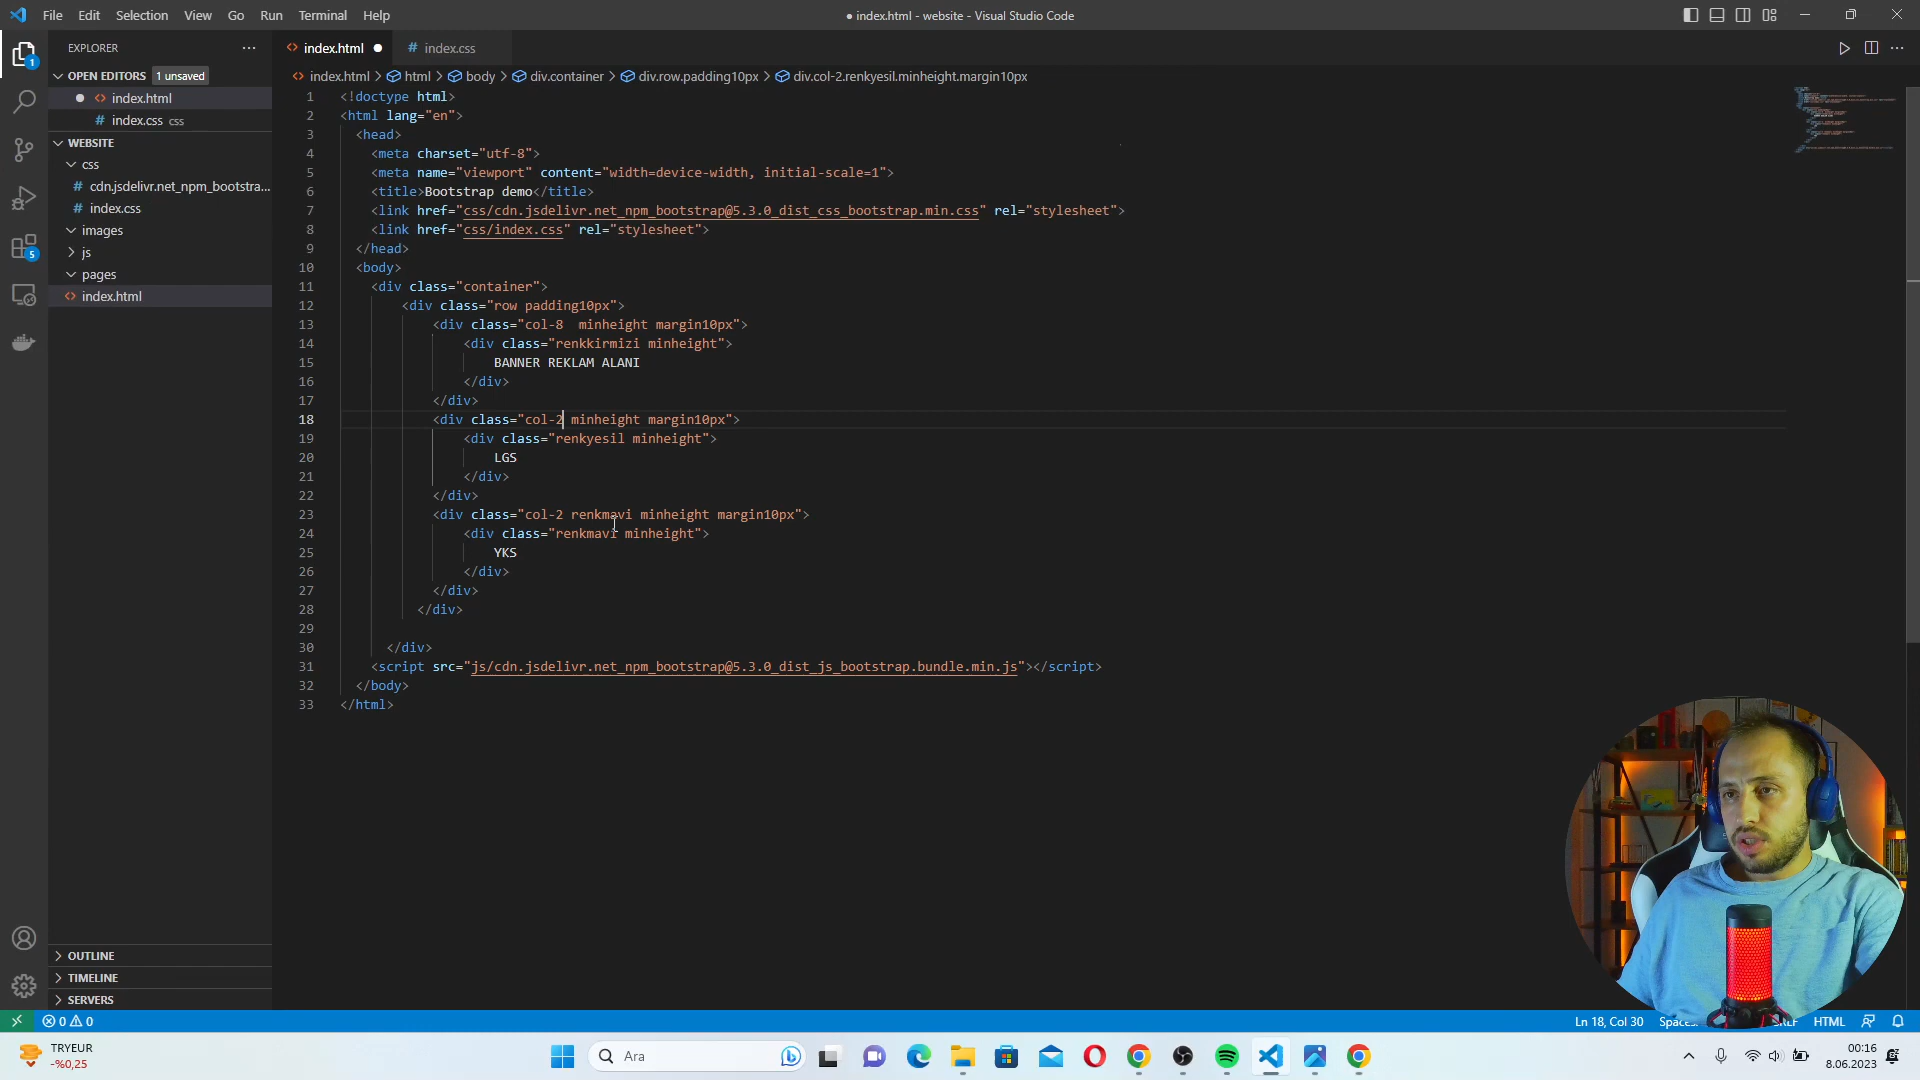 File Edit Selection View Go Run Terminal Help
● index.html - website - Visual Studio Code
EXPLORER
index.html
index.css
OPEN EDITORS 1 unsaved
index.html > html > body > div.container > div.row.padding10px > div.col-2.renkyesil.minheight.margin10px
index.html
index.css css
WEBSITE
css
cdn.jsdelivr.net_npm_bootstra...
index.css
images
js
pages
index.html
1 <!doctype html>
2 <html lang="en">
3 <head>
4 <meta charset="utf-8">
5 <meta name="viewport" content="width=device-width, initial-scale=1">
6 <title>Bootstrap demo</title>
7 <link href="css/cdn.jsdelivr.net_npm_bootstrap@5.3.0_dist_css_bootstrap.min.css" rel="stylesheet">
8 <link href="css/index.css" rel="stylesheet">
9 </head>
10 <body>
11 <div class="container">
12 <div class="row padding10px">
13 <div class="col-8  minheight margin10px">
14 <div class="renkkirmizi minheight">
15 BANNER REKLAM ALANI
16 </div>
17 </div>
18 <div class="col-2 minheight margin10px">
19 <div class="renkyesil minheight">
20 LGS
21 </div>
22 </div>
23 <div class="col-2 renkmavi minheight margin10px">
24 <div class="renkmavi minheight">
25 YKS
26 </div>
27 </div>
28 </div>
29
30 </div>
31 <script src="js/cdn.jsdelivr.net_npm_bootstrap@5.3.0_dist_js_bootstrap.bundle.min.js"></script>
32 </body>
33 </html>
1
5
OUTLINE
TIMELINE
SERVERS
0 0
Ln 18, Col 30
HTML
TRYEUR
-%0,25
Ara
00:16
8.06.2023